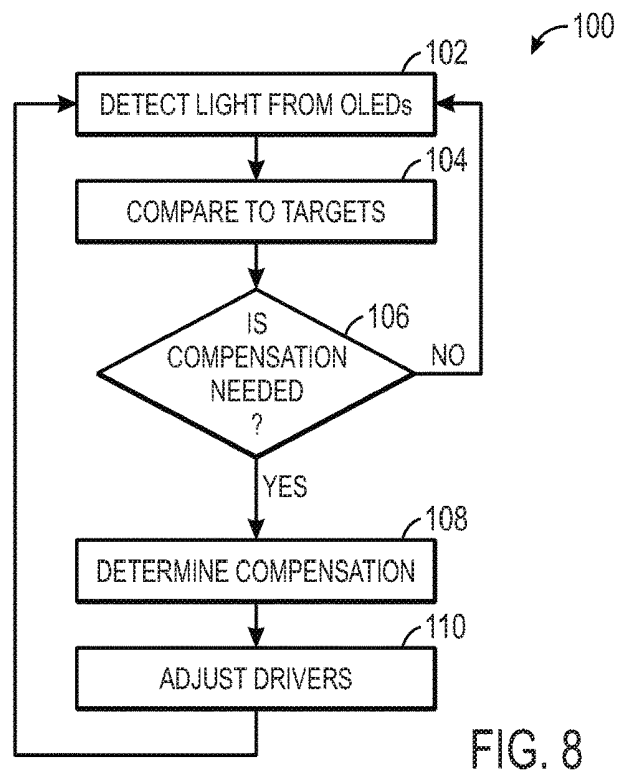 100
102
DETECT LIGHT FROM OLEDs
104
COMPARE TO TARGETS
106
IS
COMPENSATION
NEEDED
?
NO
YES
108
DETERMINE COMPENSATION
110
ADJUST DRIVERS
FIG. 8